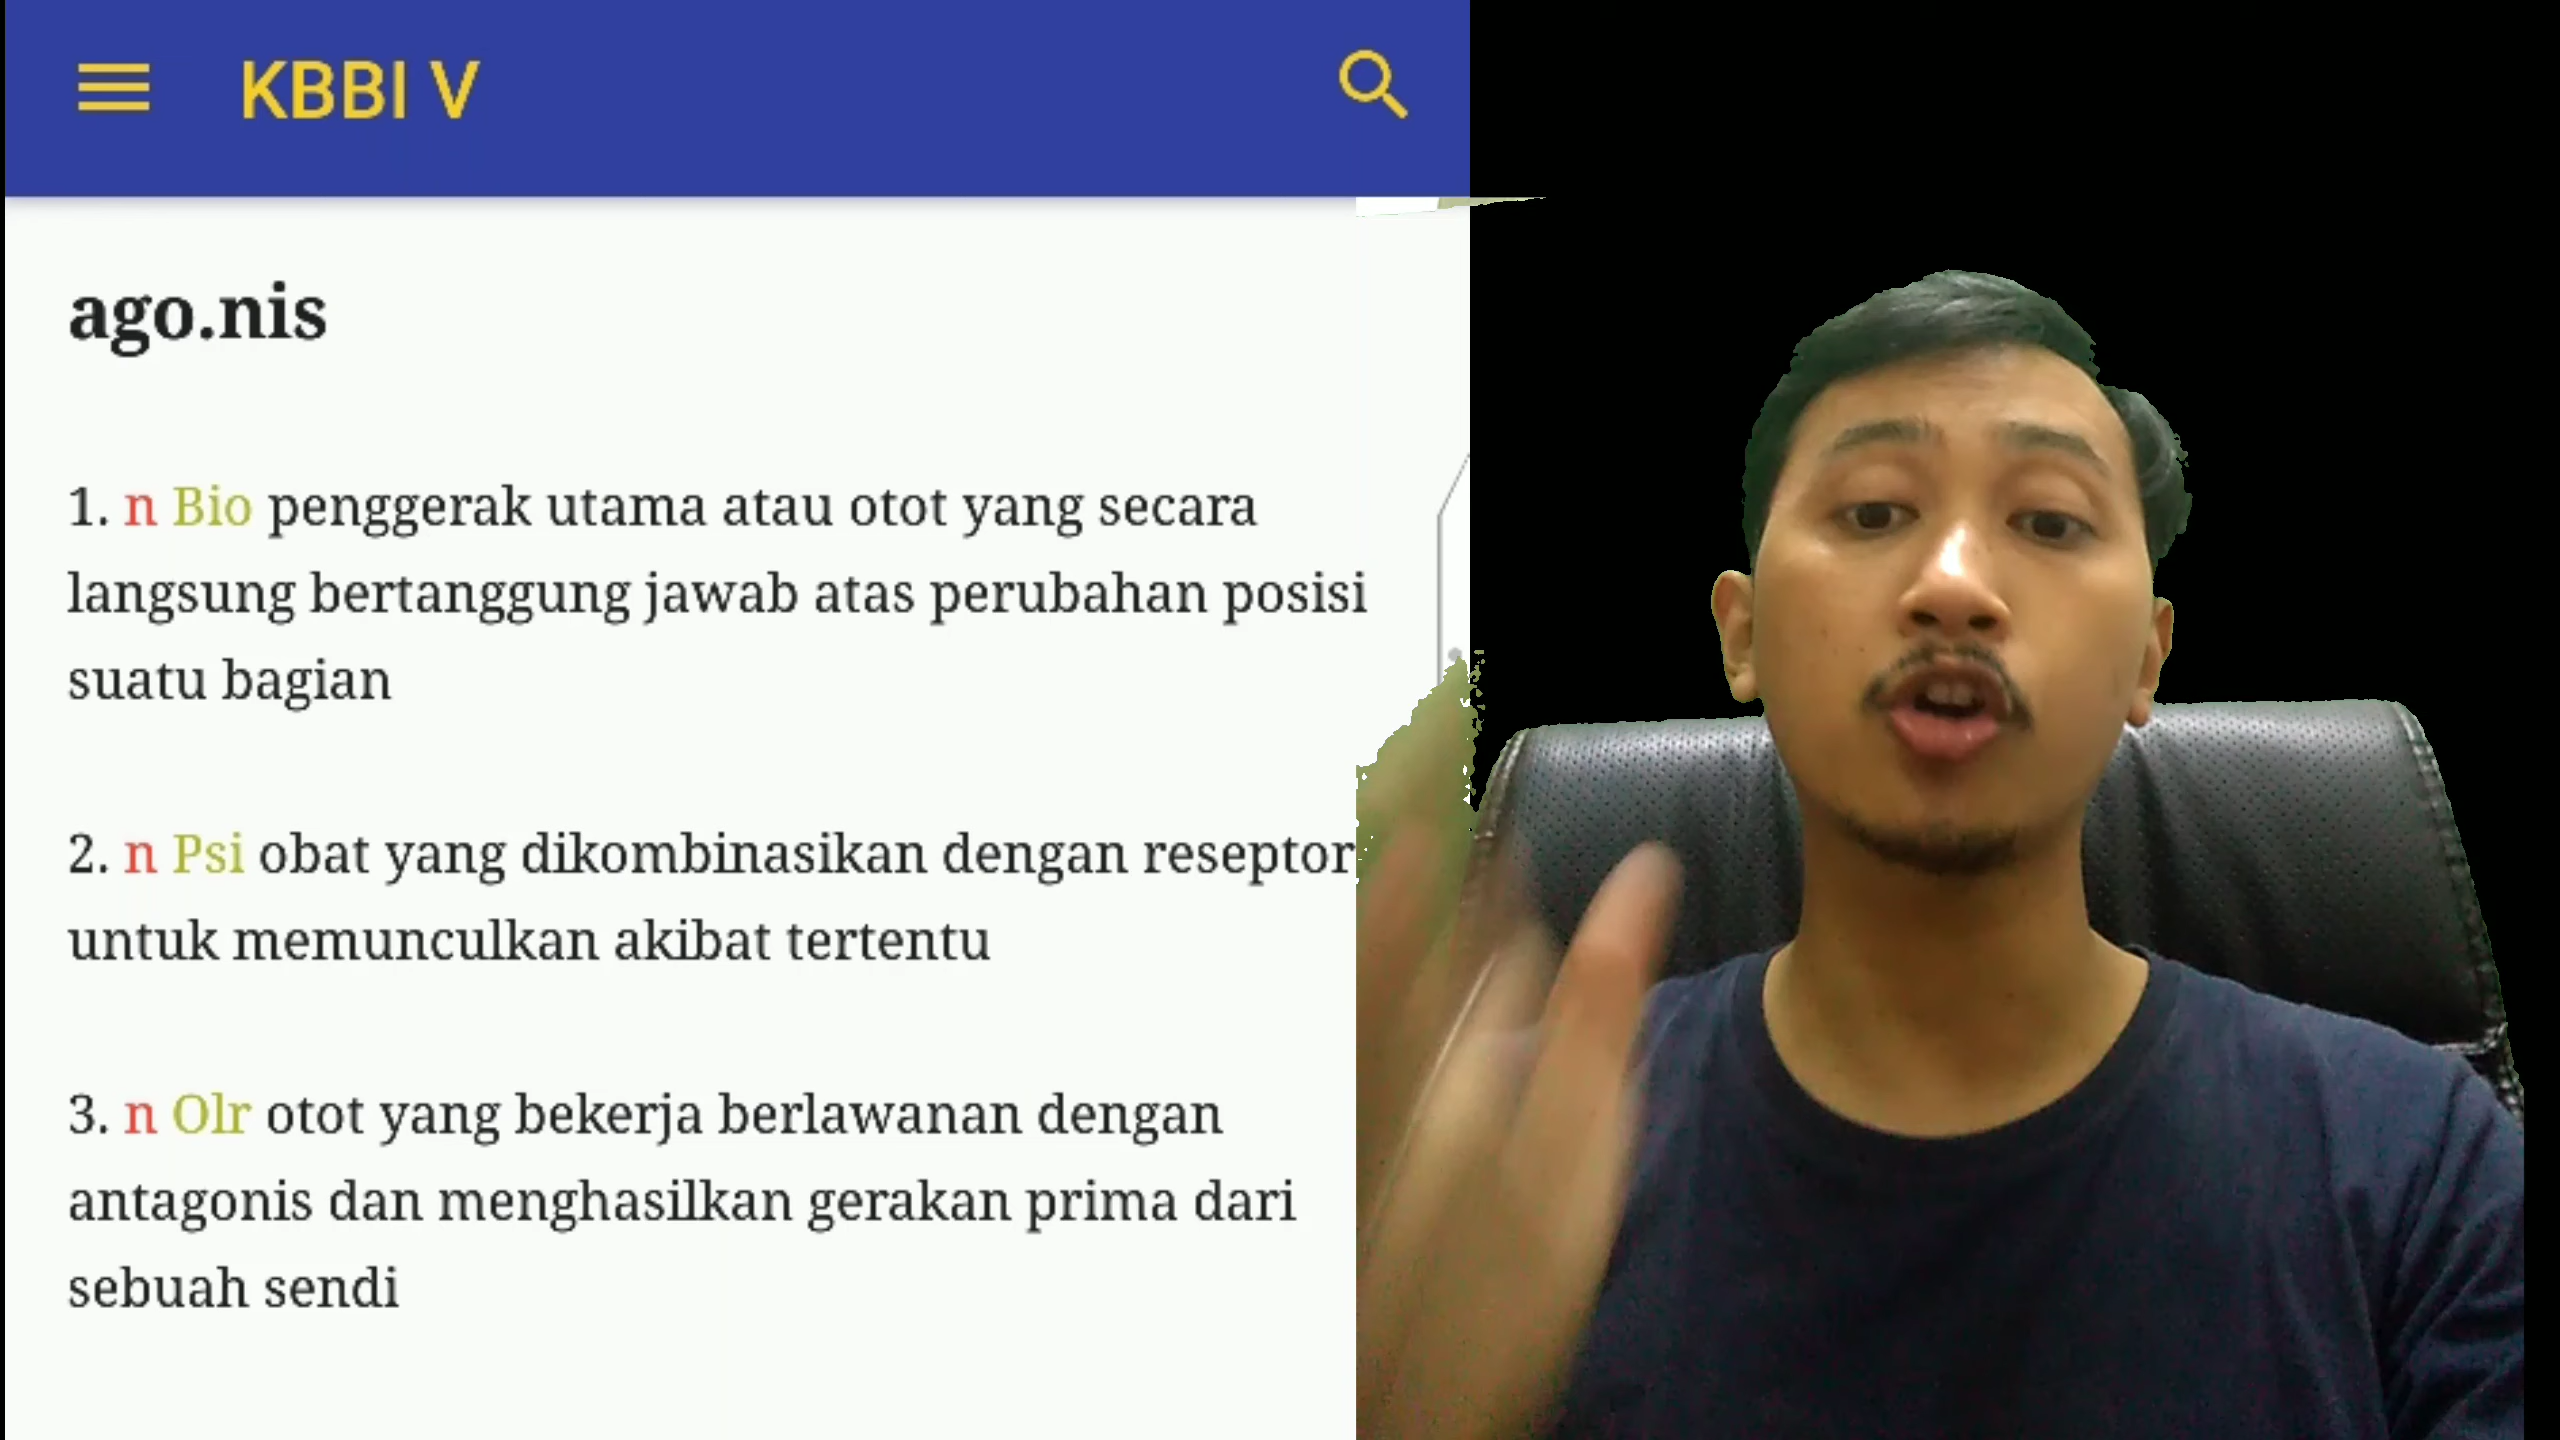 KBBI V
ago.nis
1. n Bio penggerak utama atau otot yang secara
langsung bertanggung jawab atas perubahan posisi
suatu bagian
2. n Psi obat yang dikombinasikan dengan reseptor
untuk memunculkan akibat tertentu
3. n Olr otot yang bekerja berlawanan dengan
antagonis dan menghasilkan gerakan prima dari
sebuah sendi